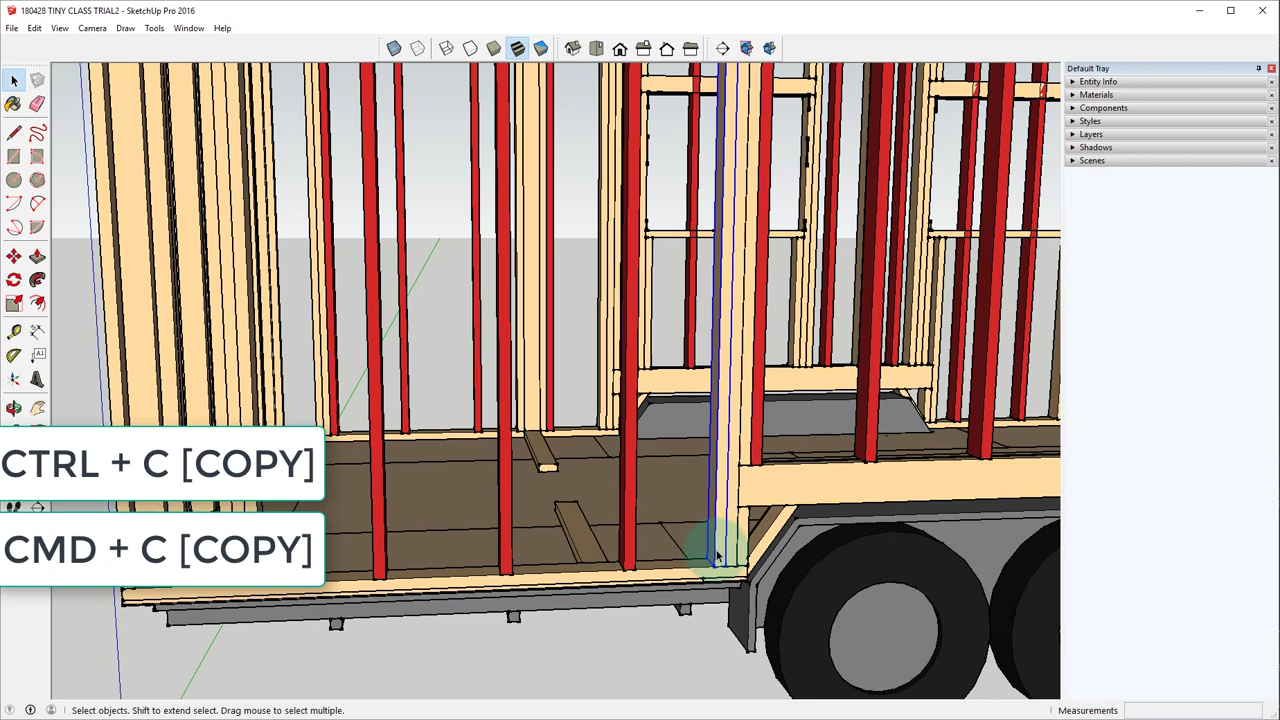 180428 TINY CLASS TRIAL2 - SketchUp Pro 2016
File Edit View Camera Draw Tools Window Help
Default Tray
Entity Info
Materials
Components
Styles
Layers
Shadows
Scenes
A1
CTRL + C [COPY]
CMD + C [COPY]
Select objects. Shift to extend select. Drag mouse to select multiple.
Measurements